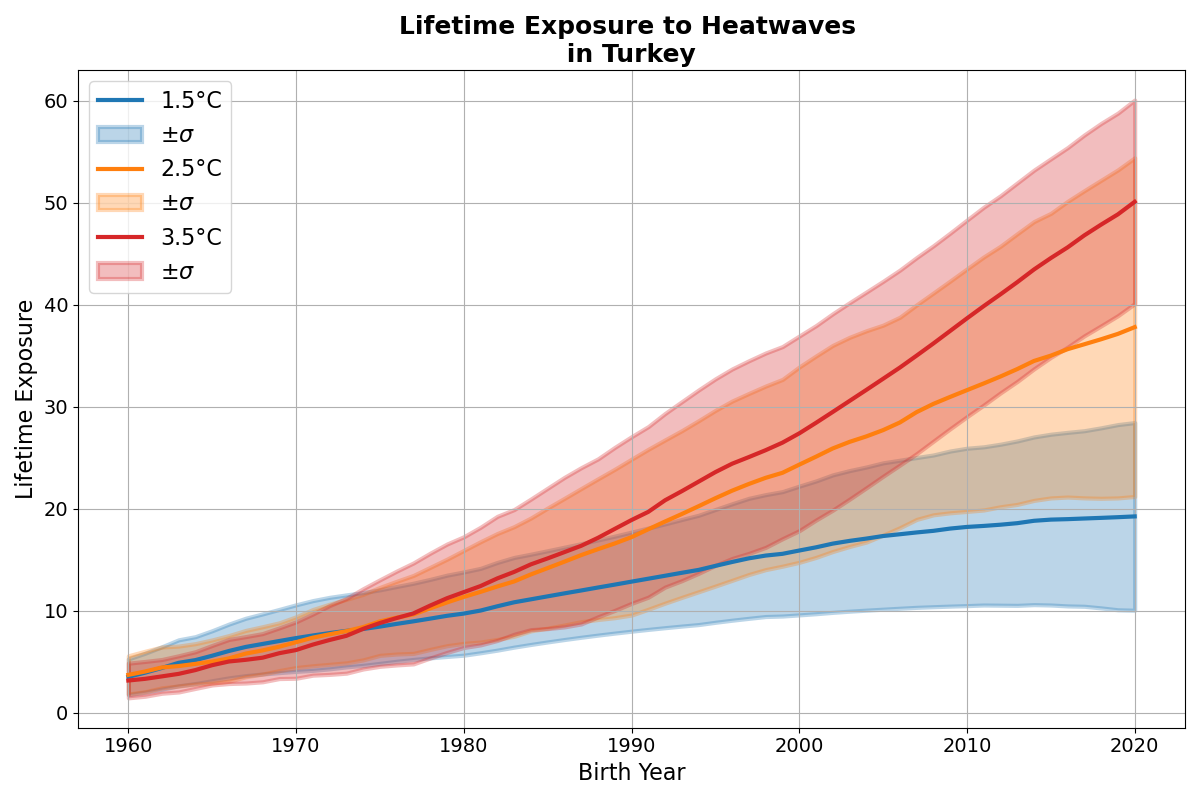 Lifetime Exposure to Heatwaves
in Turkey
1.5°C
±σ
2.5°C
±σ
3.5°C
±σ
Lifetime Exposure
60
50
40
30
20
10
0
1960
1970
1980
1990
2000
2010
2020
Birth Year